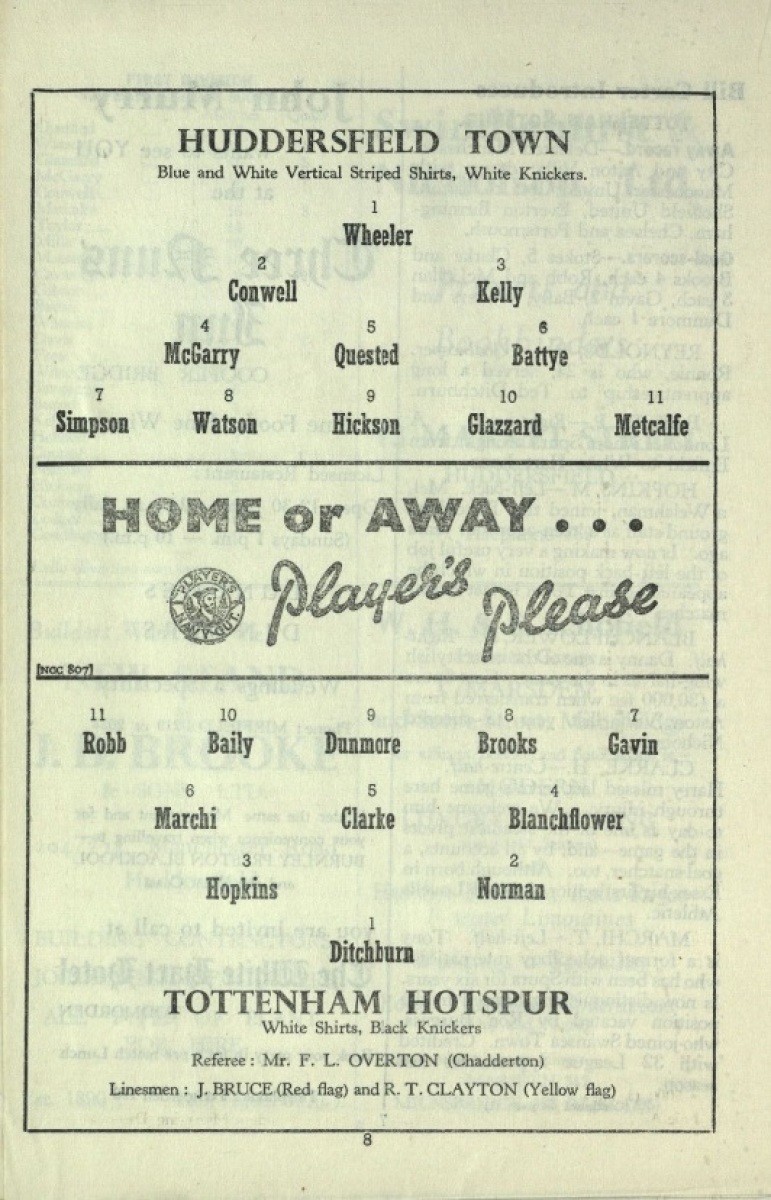 HUDDERSFIELD TOWN
Blue and White Vertical Striped Shirts, White Knickers.
1
Wheeler
2 3
Conwell Kelly
4 5 6
McGarry Quested Battye
7 8 9 10 11
Simpson Watson Hickson Glazzard Metcalfe
HOME or AWAY . . .
PLAYER'S
Player's Please
[NCC 807]
11 10 9 8 7
Robb Baily Dunmore Brooks Gavin
6 5 4
Marchi Clarke Blanchflower
3 2
Hopkins Norman
1
Ditchburn
TOTTENHAM HOTSPUR
White Shirts, Back Knickers
Referee : Mr. F. L. OVERTON (Chadderton)
Linesmen : J. BRUCE (Red flag) and R. T. CLAYTON (Yellow flag)
8